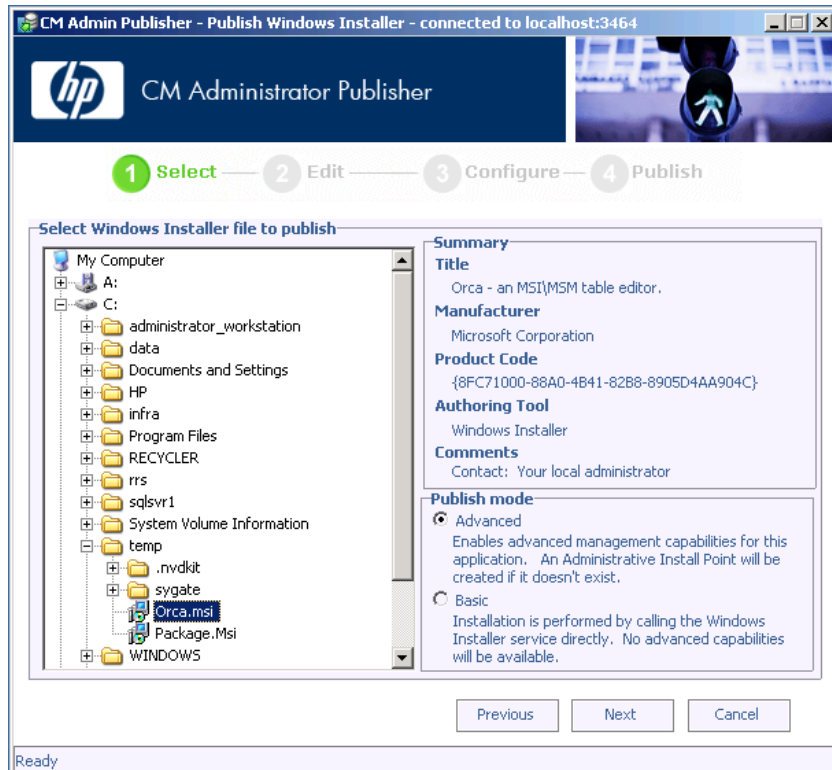 CM Admin Publisher - Publish Windows Installer - connected to localhost:3464
hp
CM Administrator Publisher
1 Select
2 Edit
3 Configure
4 Publish
Select Windows Installer file to publish
My Computer
A:
C:
administrator_workstation
data
Documents and Settings
HP
infra
Program Files
RECYCLER
rrs
sqlsvr1
System Volume Information
temp
.nvdkit
sygate
Orca.msi
Package.Msi
WINDOWS
Summary
Title
Orca - an MSI\MSM table editor.
Manufacturer
Microsoft Corporation
Product Code
{8FC71000-88A0-4B41-82B8-8905D4AA904C}
Authoring Tool
Windows Installer
Comments
Contact: Your local administrator
Publish mode
Advanced
Enables advanced management capabilities for this
application. An Administrative Install Point will be
created if it doesn't exist.
Basic
Installation is performed by calling the Windows
Installer service directly. No advanced capabilities
will be available.
Previous
Next
Cancel
Ready